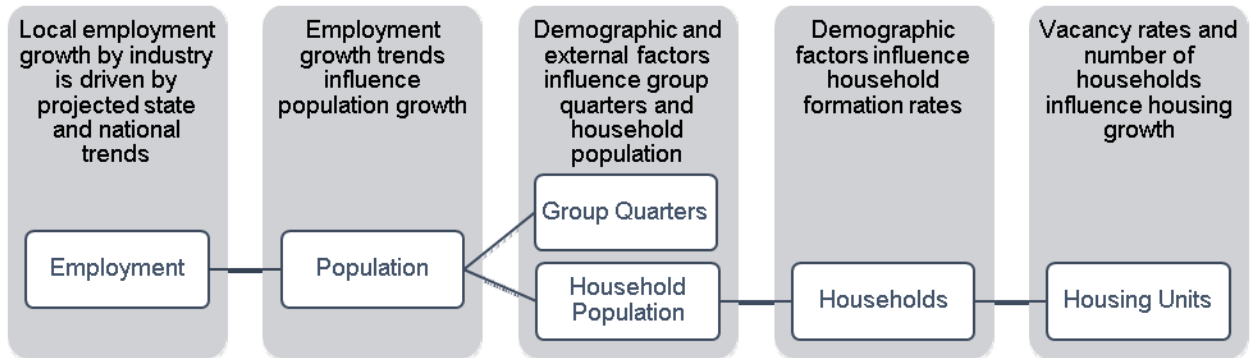 Local employment
growth by industry
is driven by
projected state
and national
trends
Employment
Employment
growth trends
influence
population growth
Population
Demographic and
external factors
influence group
quarters and
household
population
Group Quarters
Household
Population
Demographic
factors influence
household
formation rates
Households
Vacancy rates and
number of
households
influence housing
growth
Housing Units